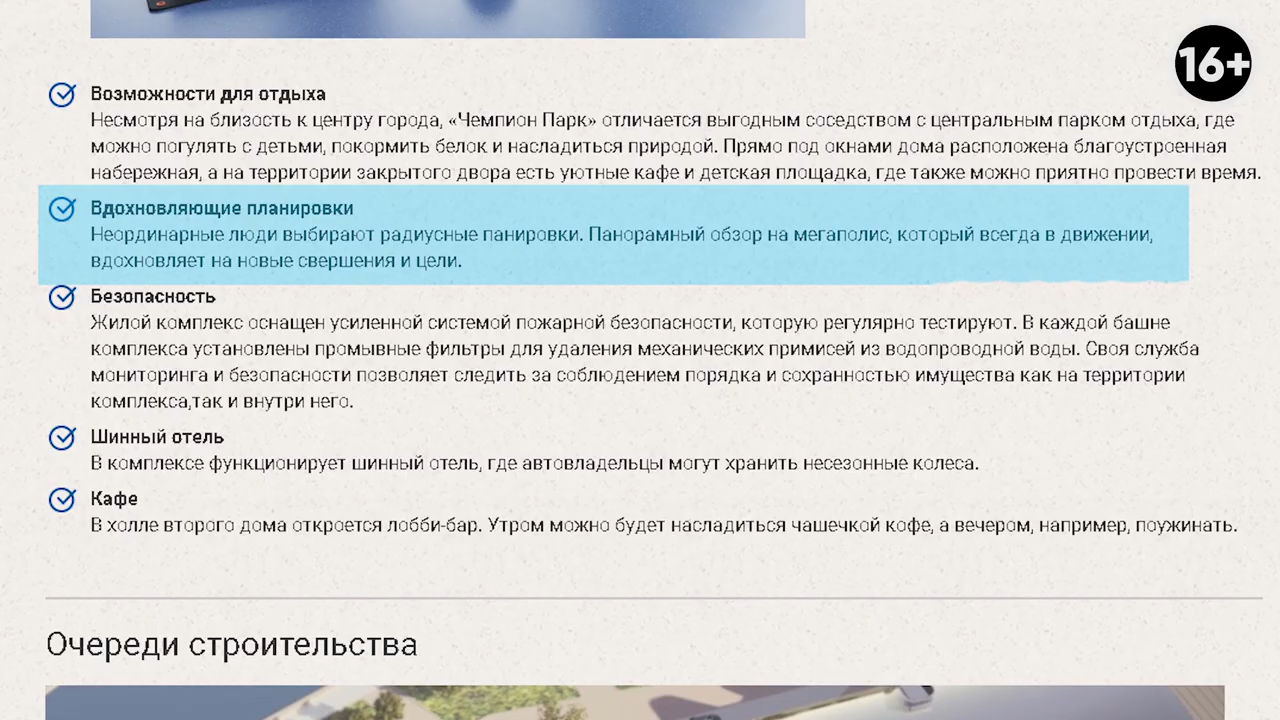 16+
Возможности для отдыха
Несмотря на близость к центру города, «Чемпион Парк» отличается выгодным соседством с центральным парком отдыха, где
можно погулять с детьми, покормить белок и насладиться природой. Прямо под окнами дома расположена благоустроенная
набережная, а на территории закрытого двора есть уютные кафе и детская площадка, где также можно приятно провести время.
Вдохновляющие планировки
Неординарные люди выбирают радиусные панировки. Панорамный обзор на мегаполис, который всегда в движении,
вдохновляет на новые свершения и цели.
Безопасность
Жилой комплекс оснащен усиленной системой пожарной безопасности, которую регулярно тестируют. В каждой башне
комплекса установлены промывные фильтры для удаления механических примисей из водопроводной воды. Своя служба
мониторинга и безопасности позволяет следить за соблюдением порядка и сохранностью имущества как на территории
комплекса,так и внутри него.
Шинный отель
В комплексе функционирует шинный отель, где автовладельцы могут хранить несезонные колеса.
Кафе
В холле второго дома откроется лобби-бар. Утром можно будет насладиться чашечкой кофе, а вечером, например, поужинать.
Очереди строительства